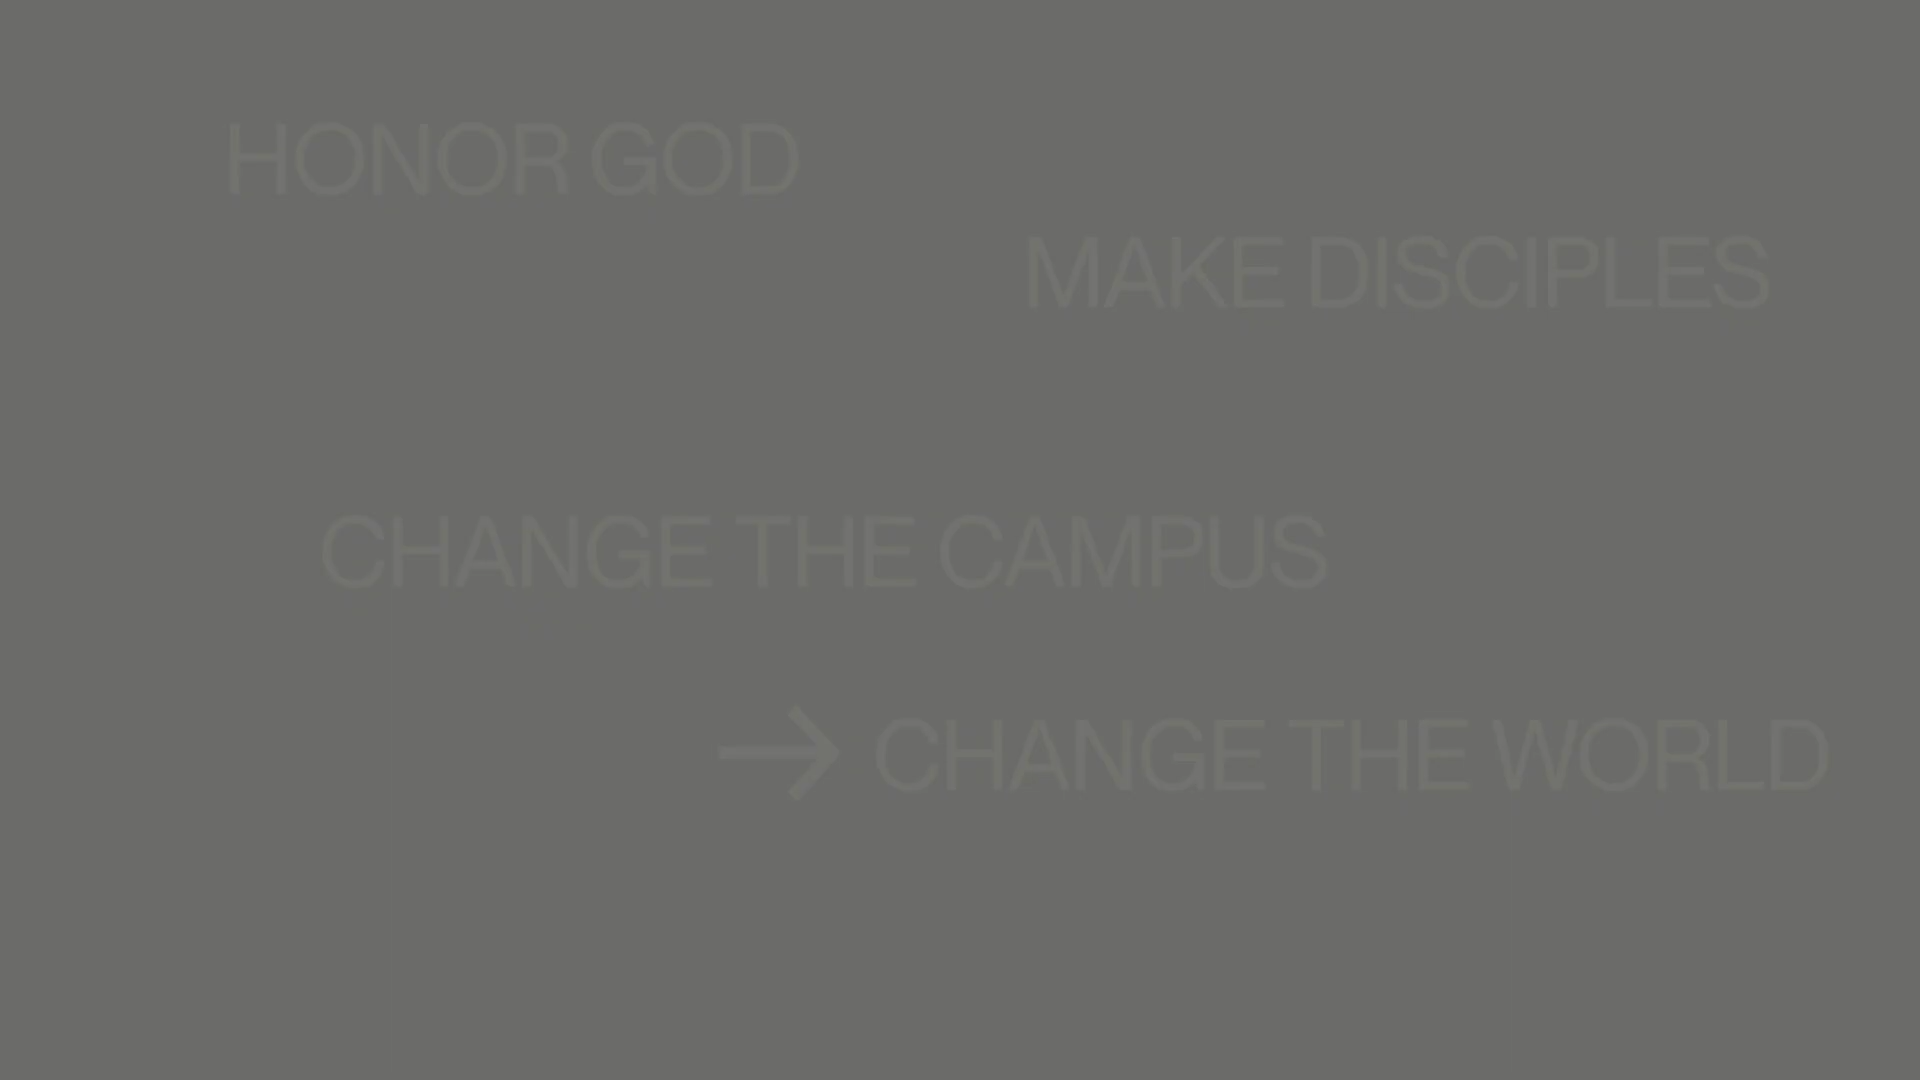 HONOR GOD
MAKE DISCIPLES
CHANGE THE CAMPUS
→ CHANGE THE WORLD